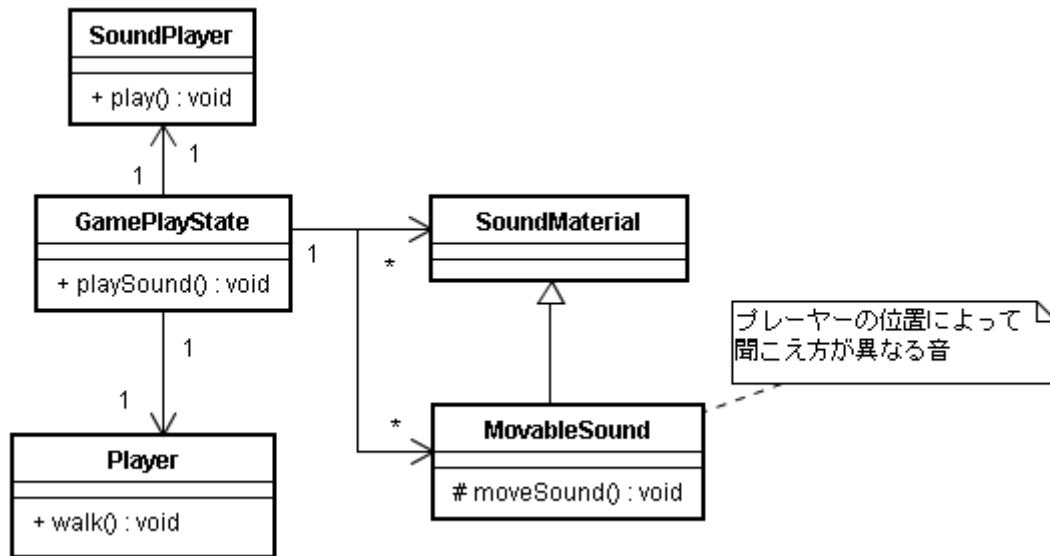 SoundPlayer
+ play() : void
1
1
GamePlayState
+ playSound() : void
1
*
SoundMaterial
プレーヤーの位置によって
聞こえ方が異なる音
1
1
*
Player
+ walk() : void
MovableSound
# moveSound() : void